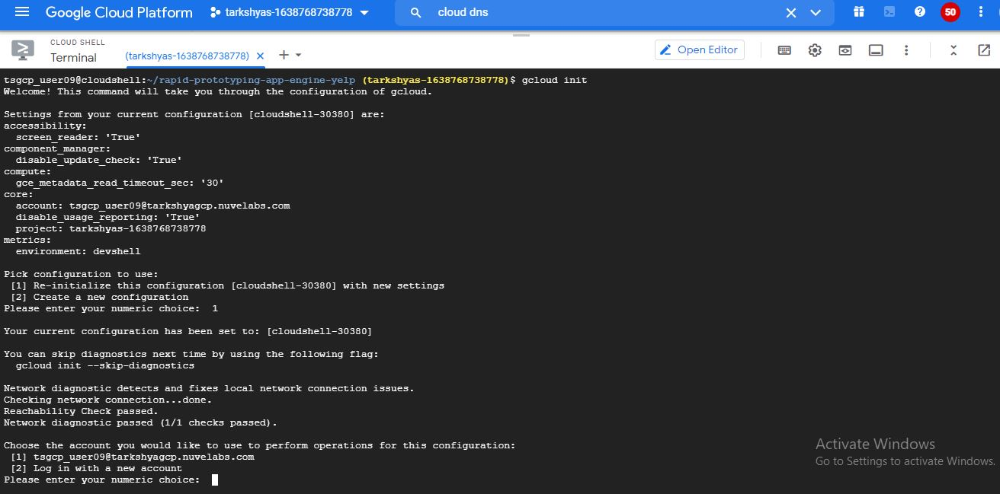 Google Cloud Platform tarkshyas-1638768738778 cloud dns 50
CLOUD SHELL
Terminal (tarkshyas-1638768738778) Open Editor
tsgcp_user09@cloudshell:~/rapid-prototyping-app-engine-yelp (tarkshyas-1638768738778)$ gcloud init
Welcome! This command will take you through the configuration of gcloud.
Settings from your current configuration [cloudshell-30380] are:
accessibility:
  screen_reader: 'True'
component_manager:
  disable_update_check: 'True'
compute:
  gce_metadata_read_timeout_sec: '30'
core:
  account: tsgcp_user09@tarkshyagcp.nuvelabs.com
  disable_usage_reporting: 'True'
  project: tarkshyas-1638768738778
metrics:
  environment: devshell
Pick configuration to use:
 [1] Re-initialize this configuration [cloudshell-30380] with new settings
 [2] Create a new configuration
Please enter your numeric choice:  1
Your current configuration has been set to: [cloudshell-30380]
You can skip diagnostics next time by using the following flag:
  gcloud init --skip-diagnostics
Network diagnostic detects and fixes local network connection issues.
Checking network connection...done.
Reachability Check passed.
Network diagnostic passed (1/1 checks passed).
Choose the account you would like to use to perform operations for this configuration:
 [1] tsgcp_user09@tarkshyagcp.nuvelabs.com
 [2] Log in with a new account
Please enter your numeric choice:
Activate Windows
Go to Settings to activate Windows.